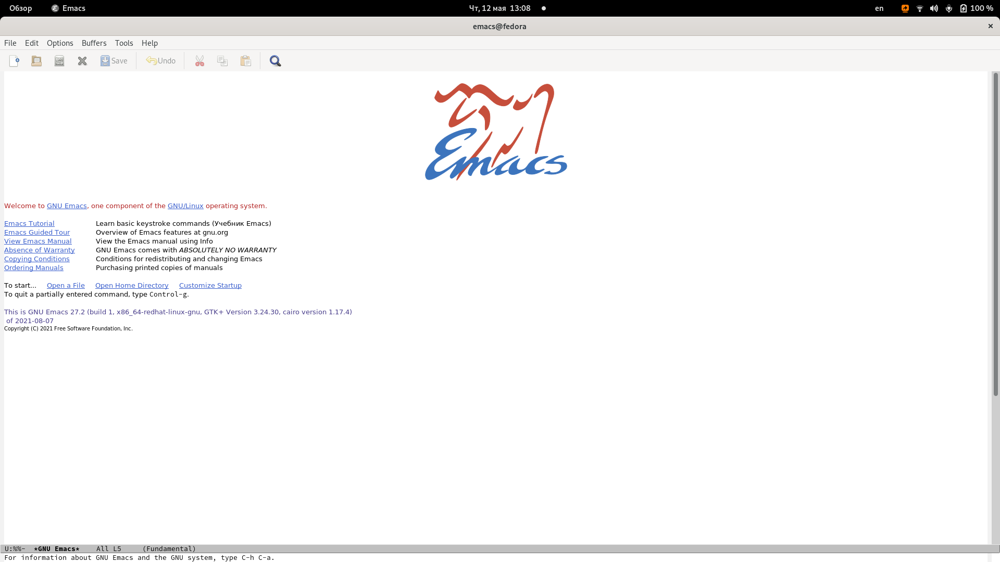 Обзор Emacs Чт, 12 мая 13:08 en 100 %
emacs@fedora
File Edit Options Buffers Tools Help
Save Undo
Emacs
Welcome to GNU Emacs, one component of the GNU/Linux operating system.
Emacs Tutorial Learn basic keystroke commands (Учебник Emacs)
Emacs Guided Tour Overview of Emacs features at gnu.org
View Emacs Manual View the Emacs manual using Info
Absence of Warranty GNU Emacs comes with ABSOLUTELY NO WARRANTY
Copying Conditions Conditions for redistributing and changing Emacs
Ordering Manuals Purchasing printed copies of manuals
To start... Open a File Open Home Directory Customize Startup
To quit a partially entered command, type Control-g.
This is GNU Emacs 27.2 (build 1, x86_64-redhat-linux-gnu, GTK+ Version 3.24.30, cairo version 1.17.4)
of 2021-08-07
Copyright (C) 2021 Free Software Foundation, Inc.
U:%%- *GNU Emacs* All L5 (Fundamental)
For information about GNU Emacs and the GNU system, type C-h C-a.